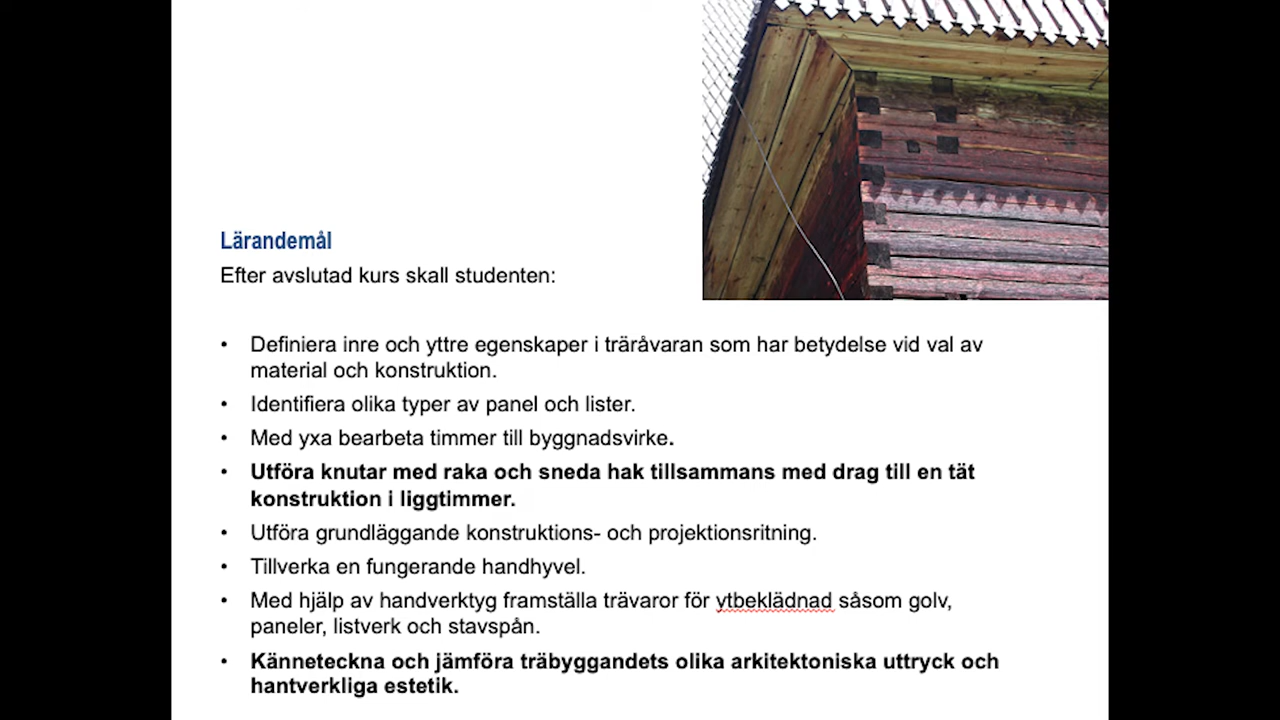 Lärandemål
Efter avslutad kurs skall studenten:
• Definiera inre och yttre egenskaper i träråvaran som har betydelse vid val av
material och konstruktion.
• Identifiera olika typer av panel och lister.
• Med yxa bearbeta timmer till byggnadsvirke.
• Utföra knutar med raka och sneda hak tillsammans med drag till en tät
konstruktion i liggtimmer.
• Utföra grundläggande konstruktions- och projektionsritning.
• Tillverka en fungerande handhyvel.
• Med hjälp av handverktyg framställa trävaror för ytbeklädnad såsom golv,
paneler, listverk och stavspån.
• Känneteckna och jämföra träbyggandets olika arkitektoniska uttryck och
hantverkliga estetik.